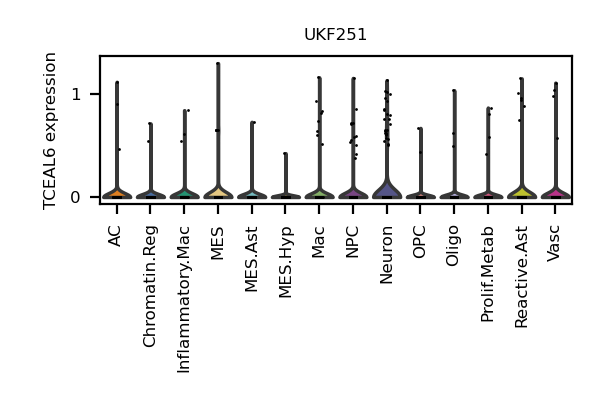 UKF251
TCEAL6 expression
1
0
AC
Chromatin.Reg
Inflammatory.Mac
MES
MES.Ast
MES.Hyp
Mac
NPC
Neuron
OPC
Oligo
Prolif.Metab
Reactive.Ast
Vasc